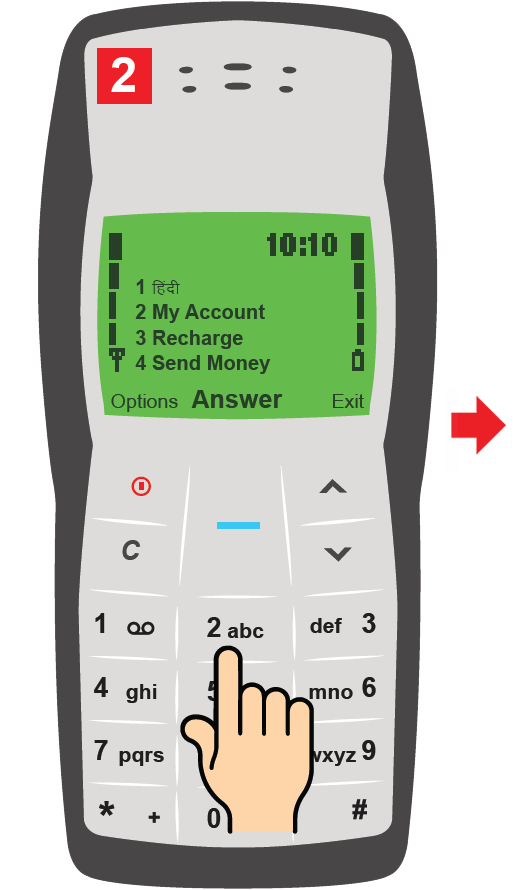 2
10:10
1 हिंदी
2 My Account
3 Recharge
4 Send Money
Options Answer Exit
C
1
2 abc
def 3
4 ghi
5
mno 6
7 pqrs
wxyz 9
* +
0
#